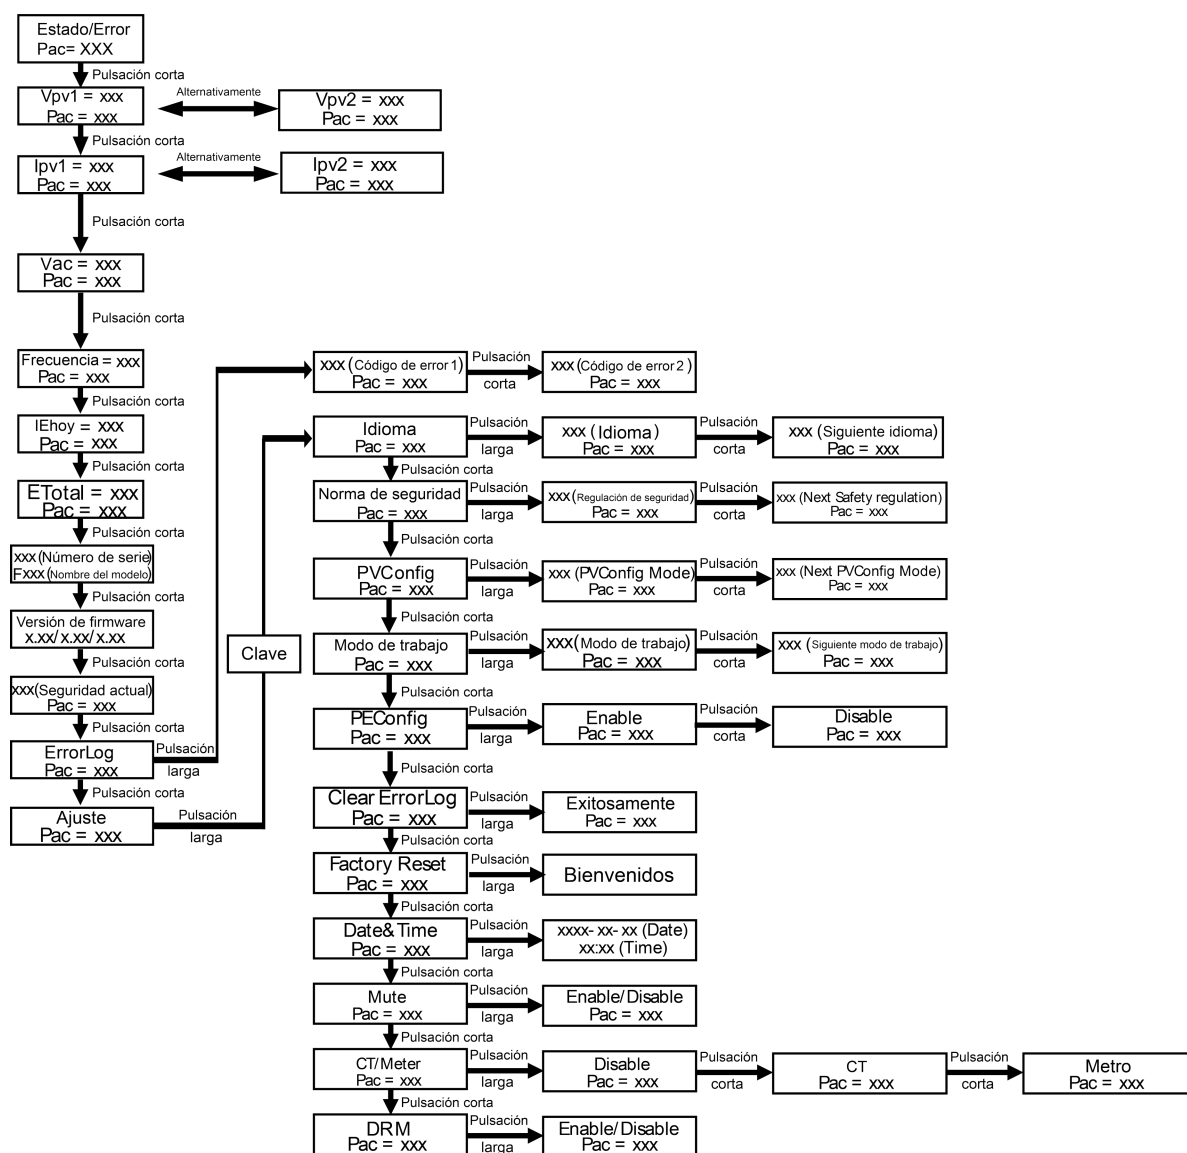 Estado/Error
Pac= XXX
Pulsación corta
Vpv1 = xxx
Pac = xxx
Alternativamente
Vpv2 = xxx
Pac = xxx
Pulsación corta
Ipv1 = xxx
Pac = xxx
Alternativamente
Ipv2 = xxx
Pac = xxx
Pulsación corta
Vac = xxx
Pac = xxx
Pulsación corta
Frecuencia = xxx
Pac = xxx
Pulsación corta
IEhoy = xxx
Pac = xxx
Pulsación corta
ETotal = xxx
Pac = xxx
Pulsación corta
xxx (Número de serie)
Fxxx (Nombre del modelo)
Pulsación corta
Versión de firmware
x.xx/x.xx/x.xx
Pulsación corta
xxx(Seguridad actual)
Pac = xxx
Pulsación corta
ErrorLog
Pac = xxx
Pulsación
larga
Pulsación corta
Ajuste
Pac = xxx
Pulsación
larga
Clave
xxx (Código de error 1)
Pac = xxx
Pulsación
corta
xxx (Código de error 2)
Pac = xxx
Idioma
Pac = xxx
Pulsación
larga
xxx (Idioma)
Pac = xxx
Pulsación
corta
xxx (Siguiente idioma)
Pac = xxx
Pulsación corta
Norma de seguridad
Pac = xxx
Pulsación
larga
xxx (Regulación de seguridad)
Pac = xxx
Pulsación
corta
xxx (Next Safety regulation)
Pac = xxx
Pulsación corta
PVConfig
Pac = xxx
Pulsación
larga
xxx (PVConfig Mode)
Pac = xxx
Pulsación
corta
xxx (Next PVConfig Mode)
Pac = xxx
Pulsación corta
Modo de trabajo
Pac = xxx
Pulsación
larga
xxx(Modo de trabajo)
Pac = xxx
Pulsación
corta
xxx (Siguiente modo de trabajo)
Pac = xxx
Pulsación corta
PEConfig
Pac = xxx
Pulsación
larga
Enable
Pac = xxx
Pulsación
corta
Disable
Pac = xxx
Pulsación corta
Clear ErrorLog
Pac = xxx
Pulsación
larga
Exitosamente
Pac = xxx
Pulsación corta
Factory Reset
Pac = xxx
Pulsación
larga
Bienvenidos
Pulsación corta
Date&Time
Pac = xxx
Pulsación
larga
xxxx- xx- xx (Date)
xx:xx (Time)
Pulsación corta
Mute
Pac = xxx
Pulsación
larga
Enable/Disable
Pac = xxx
Pulsación corta
CT/Meter
Pac = xxx
Pulsación
larga
Disable
Pac = xxx
Pulsación
corta
CT
Pac = xxx
Pulsación
corta
Metro
Pac = xxx
Pulsación corta
DRM
Pac = xxx
Pulsación
larga
Enable/Disable
Pac = xxx